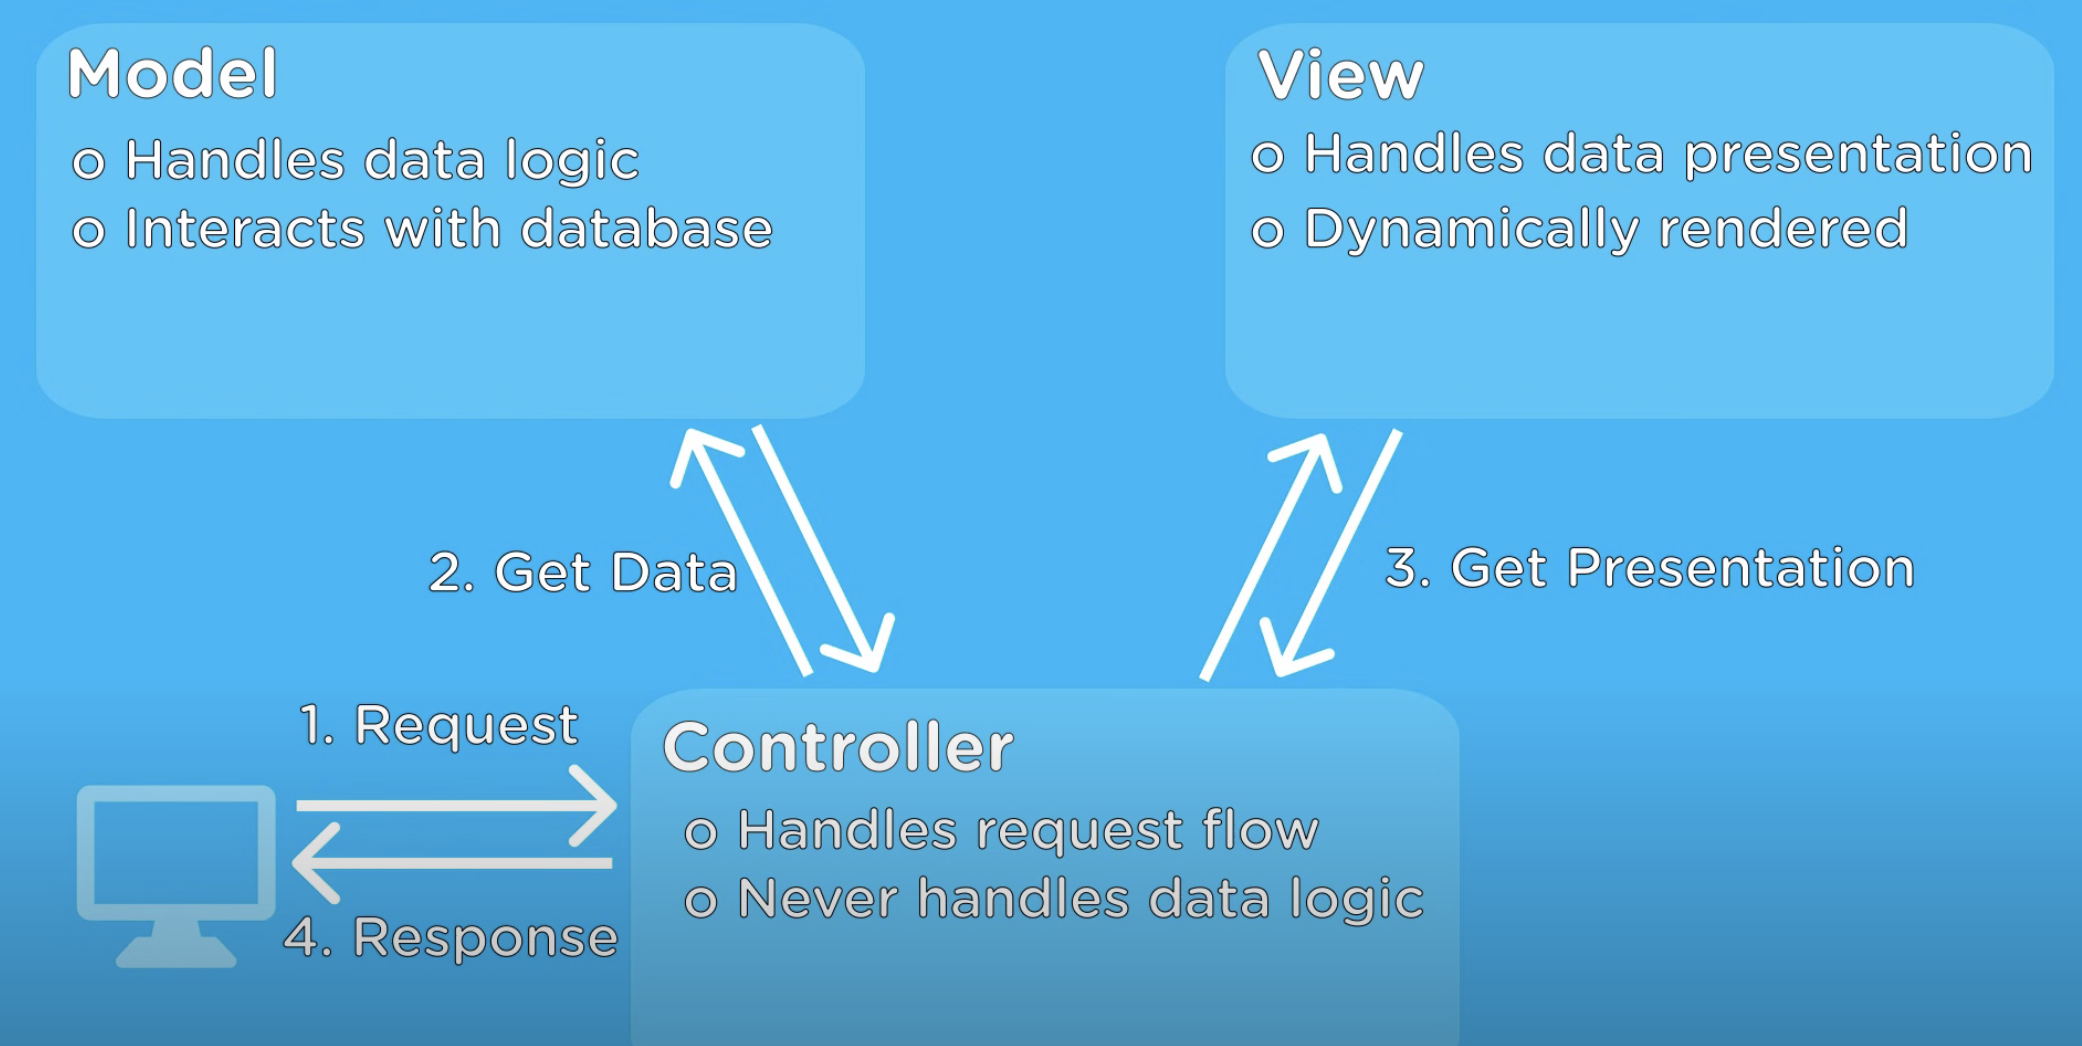 Model
o Handles data logic
o Interacts with database
View
o Handles data presentation
o Dynamically rendered
2. Get Data
3. Get Presentation
1. Request
4. Response
Controller
o Handles request flow
o Never handles data logic